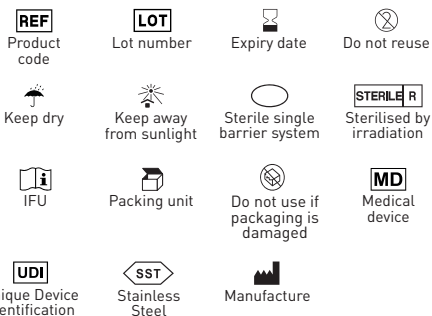 REF
LOT
Product
code
Lot number
Expiry date
Do not reuse
2
STERILE R
Keep dry
Keep away
from sunlight
Sterile single
barrier system
Sterilised by
irradiation
i
MD
IFU
Packing unit
Do not use if
packaging is
damaged
Medical
device
UDI
SST
Device
Stainless
Steel
Manufacture